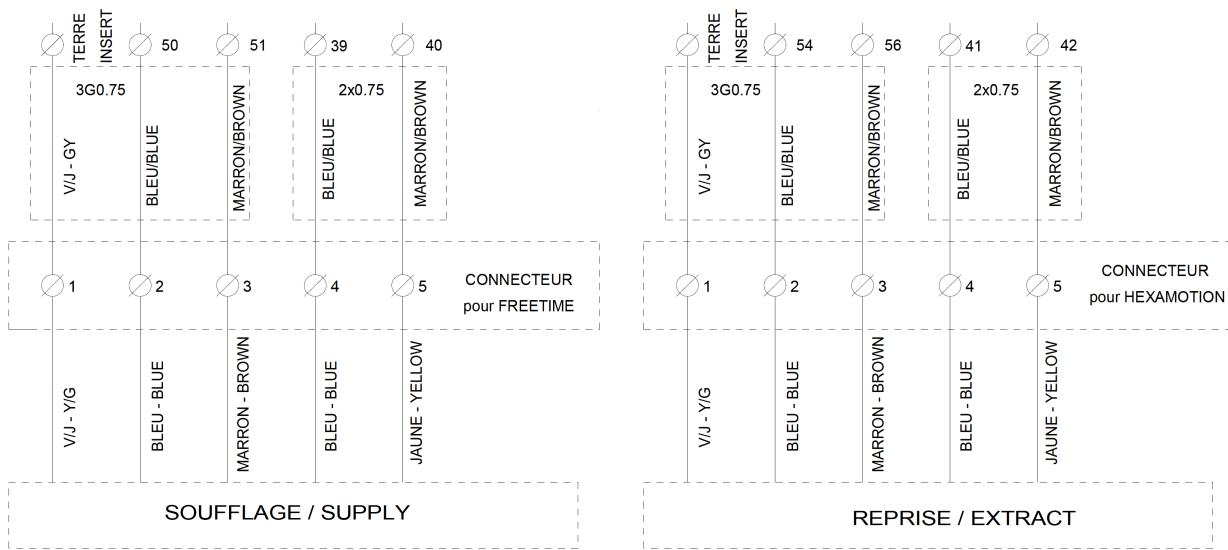 TERRE
INSERT
50
51
39
40
3G0.75
2x0.75
V/J - GY
BLEU/BLUE
MARRON/BROWN
BLEU/BLUE
MARRON/BROWN
1
2
3
4
5
CONNECTEUR
pour FREETIME
V/J - Y/G
BLEU - BLUE
MARRON - BROWN
BLEU - BLUE
JAUNE - YELLOW
SOUFFLAGE / SUPPLY
TERRE
INSERT
54
56
41
42
3G0.75
2x0.75
V/J - GY
BLEU/BLUE
MARRON/BROWN
BLEU/BLUE
MARRON/BROWN
1
2
3
4
5
CONNECTEUR
pour HEXAMOTION
V/J - Y/G
BLEU - BLUE
MARRON - BROWN
BLEU - BLUE
JAUNE - YELLOW
REPRISE / EXTRACT